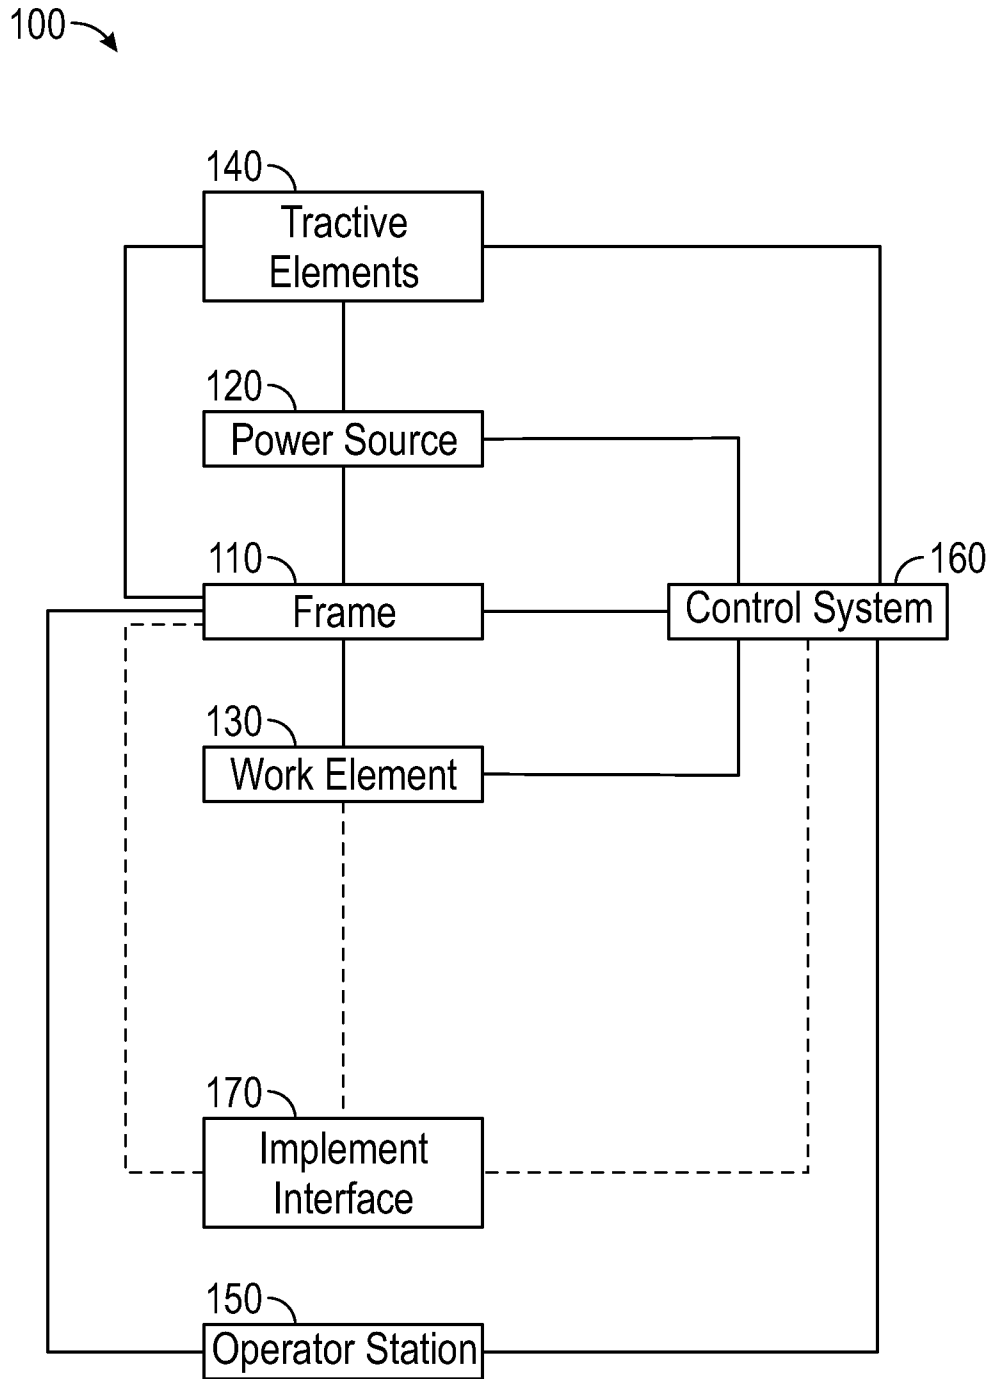 100
140
Tractive
Elements
120
Power Source
110
Frame
160
Control System
130
Work Element
170
Implement
Interface
150
Operator Station